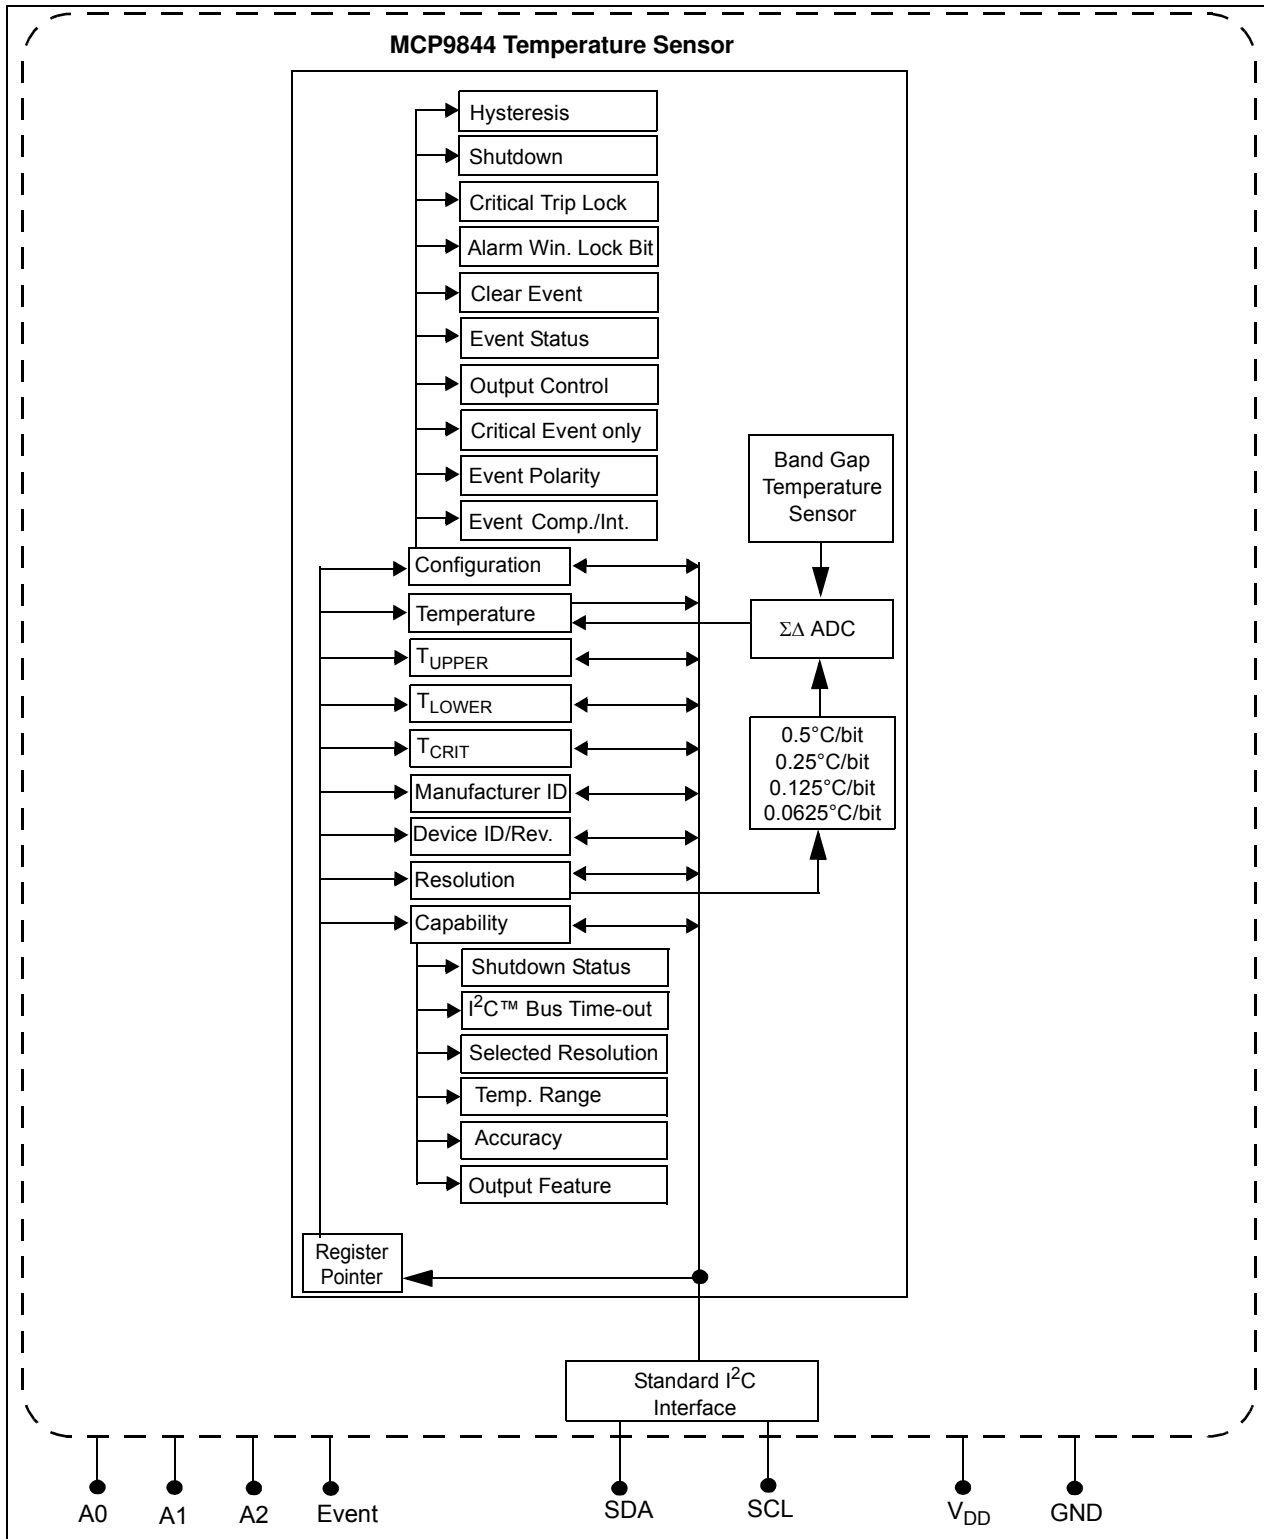 MCP9844 Temperature Sensor
Hysteresis
Shutdown
Critical Trip Lock
Alarm Win. Lock Bit
Clear Event
Event Status
Output Control
Critical Event only
Event Polarity
Event Comp./Int.
Configuration
Temperature
T_UPPER
T_LOWER
T_CRIT
Manufacturer ID
Device ID/Rev.
Resolution
Capability
Shutdown Status
I²C™ Bus Time-out
Selected Resolution
Temp. Range
Accuracy
Output Feature
Register
Pointer
Band Gap
Temperature
Sensor
ΣΔ ADC
0.5°C/bit
0.25°C/bit
0.125°C/bit
0.0625°C/bit
Standard I²C
Interface
A0
A1
A2
Event
SDA
SCL
V_DD
GND